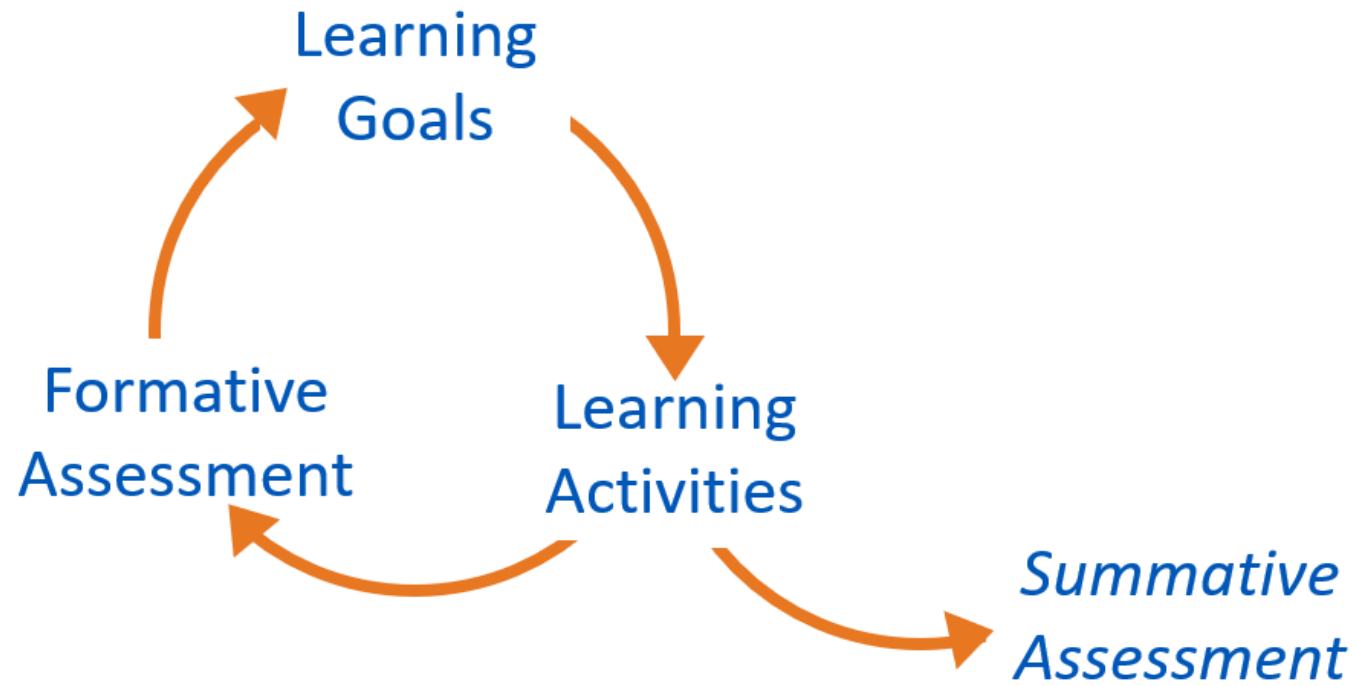 Learning
Goals
Formative
Assessment
Learning
Activities
Summative
Assessment